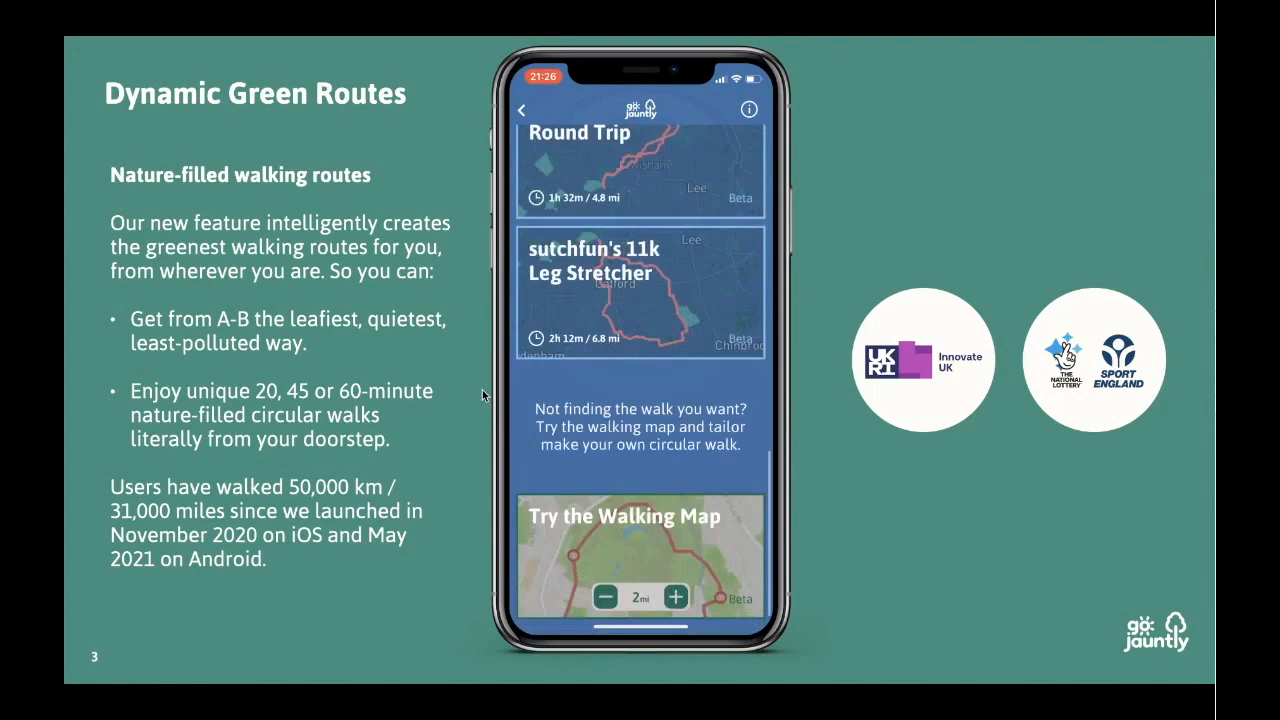 Dynamic Green Routes
Nature-filled walking routes
Our new feature intelligently creates
the greenest walking routes for you,
from wherever you are. So you can:
• Get from A-B the leafiest, quietest,
least-polluted way.
• Enjoy unique 20, 45 or 60-minute
nature-filled circular walks
literally from your doorstep.
Users have walked 50,000 km /
31,000 miles since we launched in
November 2020 on iOS and May
2021 on Android.
3
21:26
go
jauntly
Round Trip
Lee
1h 32m / 4.8 mi
Beta
sutchfun's 11k
Leg Stretcher
Lee
Catford
2h 12m / 6.8 mi
Beta
Not finding the walk you want?
Try the walking map and tailor
make your own circular walk.
Try the Walking Map
2mi
Beta
UK
RI
Innovate
UK
THE
NATIONAL
LOTTERY
SPORT
ENGLAND
go
jauntly